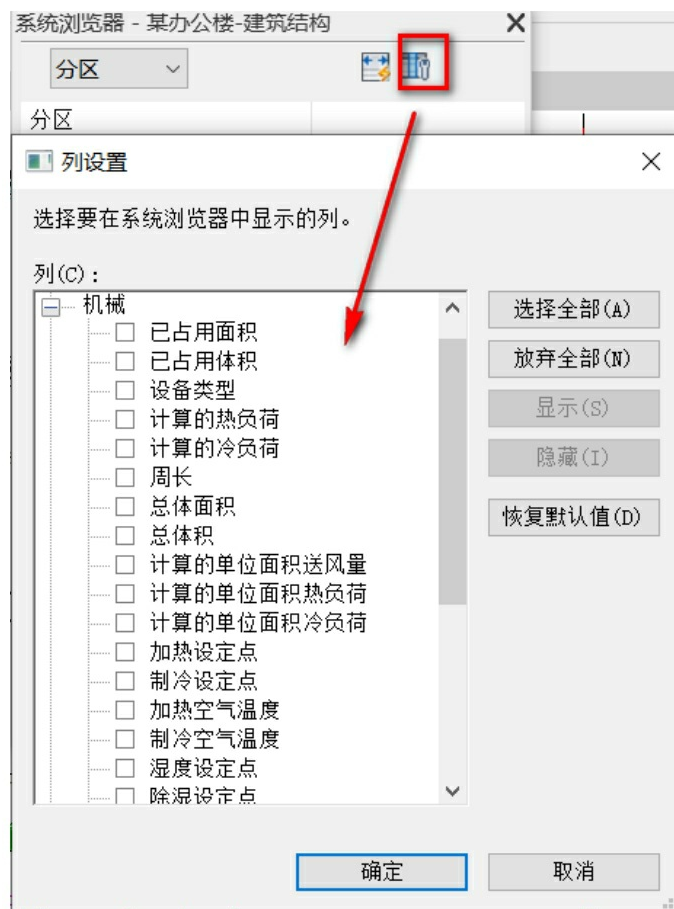 系统浏览器 - 某办公楼-建筑结构
分区
分区
列设置
选择要在系统浏览器中显示的列。
列(C):
机械
已占用面积
已占用体积
设备类型
计算的热负荷
计算的冷负荷
周长
总体面积
总体积
计算的单位面积送风量
计算的单位面积热负荷
计算的单位面积冷负荷
加热设定点
制冷设定点
加热空气温度
制冷空气温度
湿度设定点
除湿设定点
选择全部(A)
放弃全部(N)
显示(S)
隐藏(I)
恢复默认值(D)
确定
取消